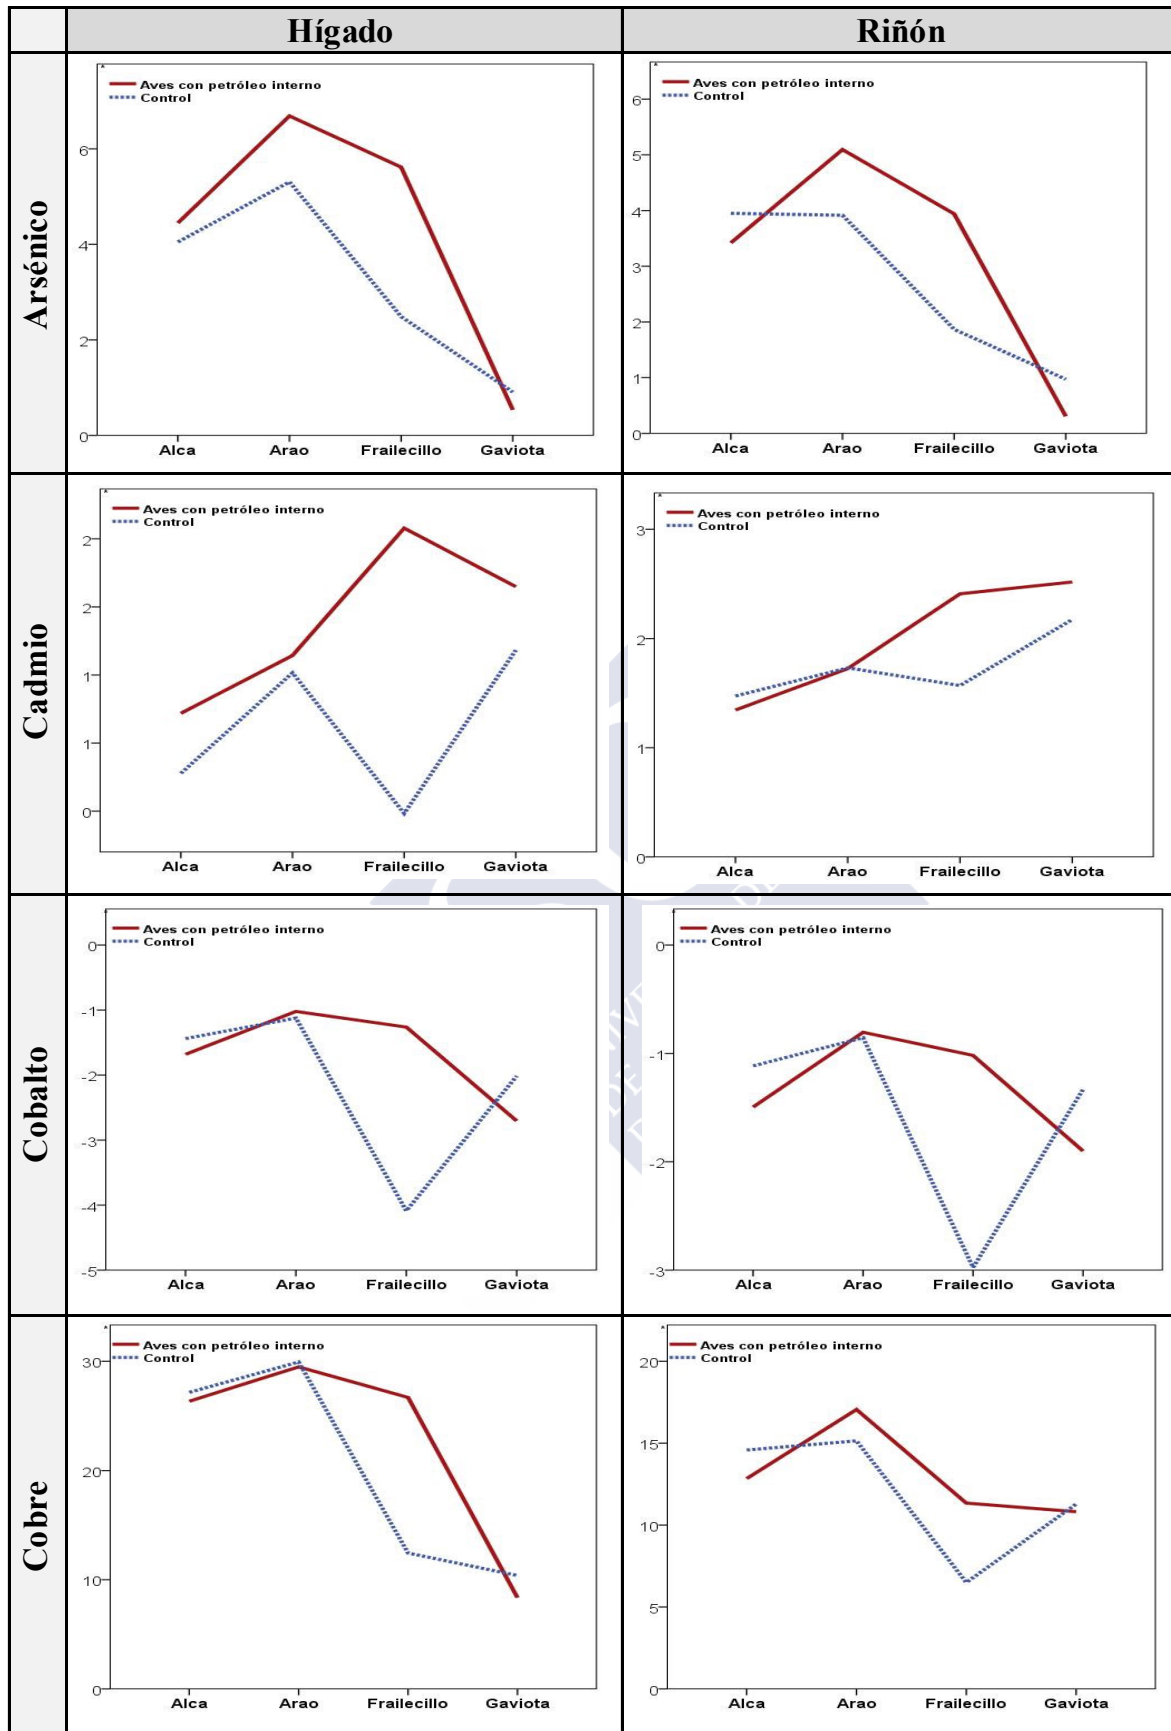 Hígado
Riñón
Arsénico
Aves con petróleo interno
Control
6
4
2
0
Alca Arao Frailecillo Gaviota
Aves con petróleo interno
Control
6
5
4
3
2
1
0
Alca Arao Frailecillo Gaviota
Cadmio
Aves con petróleo interno
Control
2
2
1
1
0
Alca Arao Frailecillo Gaviota
Aves con petróleo interno
Control
3
2
1
0
Alca Arao Frailecillo Gaviota
Cobalto
Aves con petróleo interno
Control
0
-1
-2
-3
-4
-5
Alca Arao Frailecillo Gaviota
Aves con petróleo interno
Control
0
-1
-2
-3
Alca Arao Frailecillo Gaviota
Cobre
Aves con petróleo interno
Control
30
20
10
0
Alca Arao Frailecillo Gaviota
Aves con petróleo interno
Control
20
15
10
5
0
Alca Arao Frailecillo Gaviota